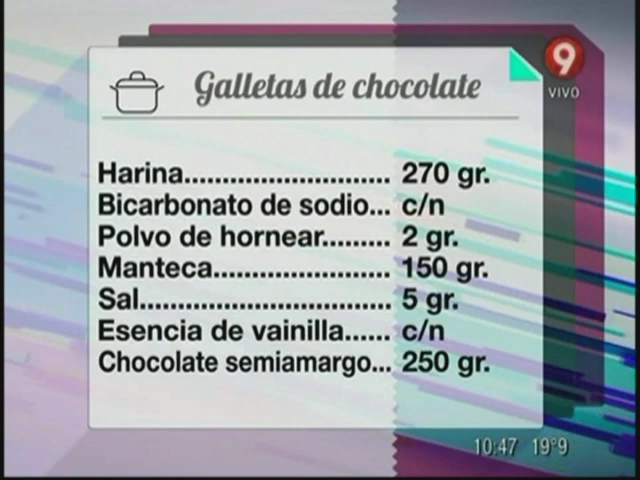 Galletas de chocolate
9
VIVO
Harina............................ 270 gr.
Bicarbonato de sodio... c/n
Polvo de hornear......... 2 gr.
Manteca........................ 150 gr.
Sal.................................. 5 gr.
Esencia de vainilla...... c/n
Chocolate semiamargo... 250 gr.
10:47 19°9